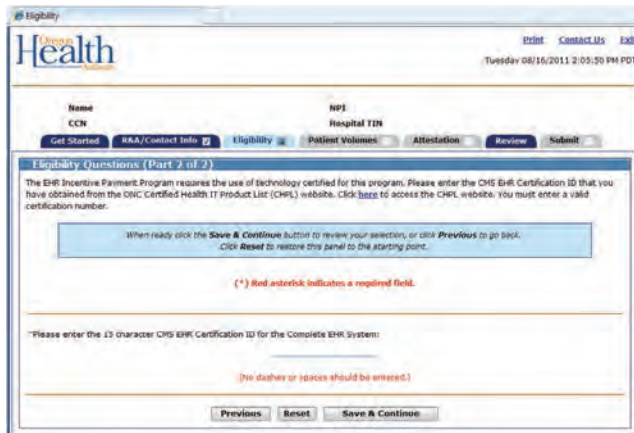 Eligibility
Oregon
Health
Authority
Print Contact Us Exit
Tuesday 08/16/2011 2:05:50 PM PDT
Name NPI
CCN Hospital TIN
Get Started R&A/Contact Info Eligibility Patient Volumes Attestation Review Submit
Eligibility Questions (Part 2 of 2)
The EHR Incentive Payment Program requires the use of technology certified for this program. Please enter the CMS EHR Certification ID that you
have obtained from the ONC Certified Health IT Product List (CHPL) website. Click here to access the CHPL website. You must enter a valid
certification number.
When ready click the Save & Continue button to review your selection, or click Previous to go back.
Click Reset to restore this panel to the starting point.
(*) Red asterisk indicates a required field.
*Please enter the 15 character CMS EHR Certification ID for the Complete EHR System:
(No dashes or spaces should be entered.)
Previous Reset Save & Continue